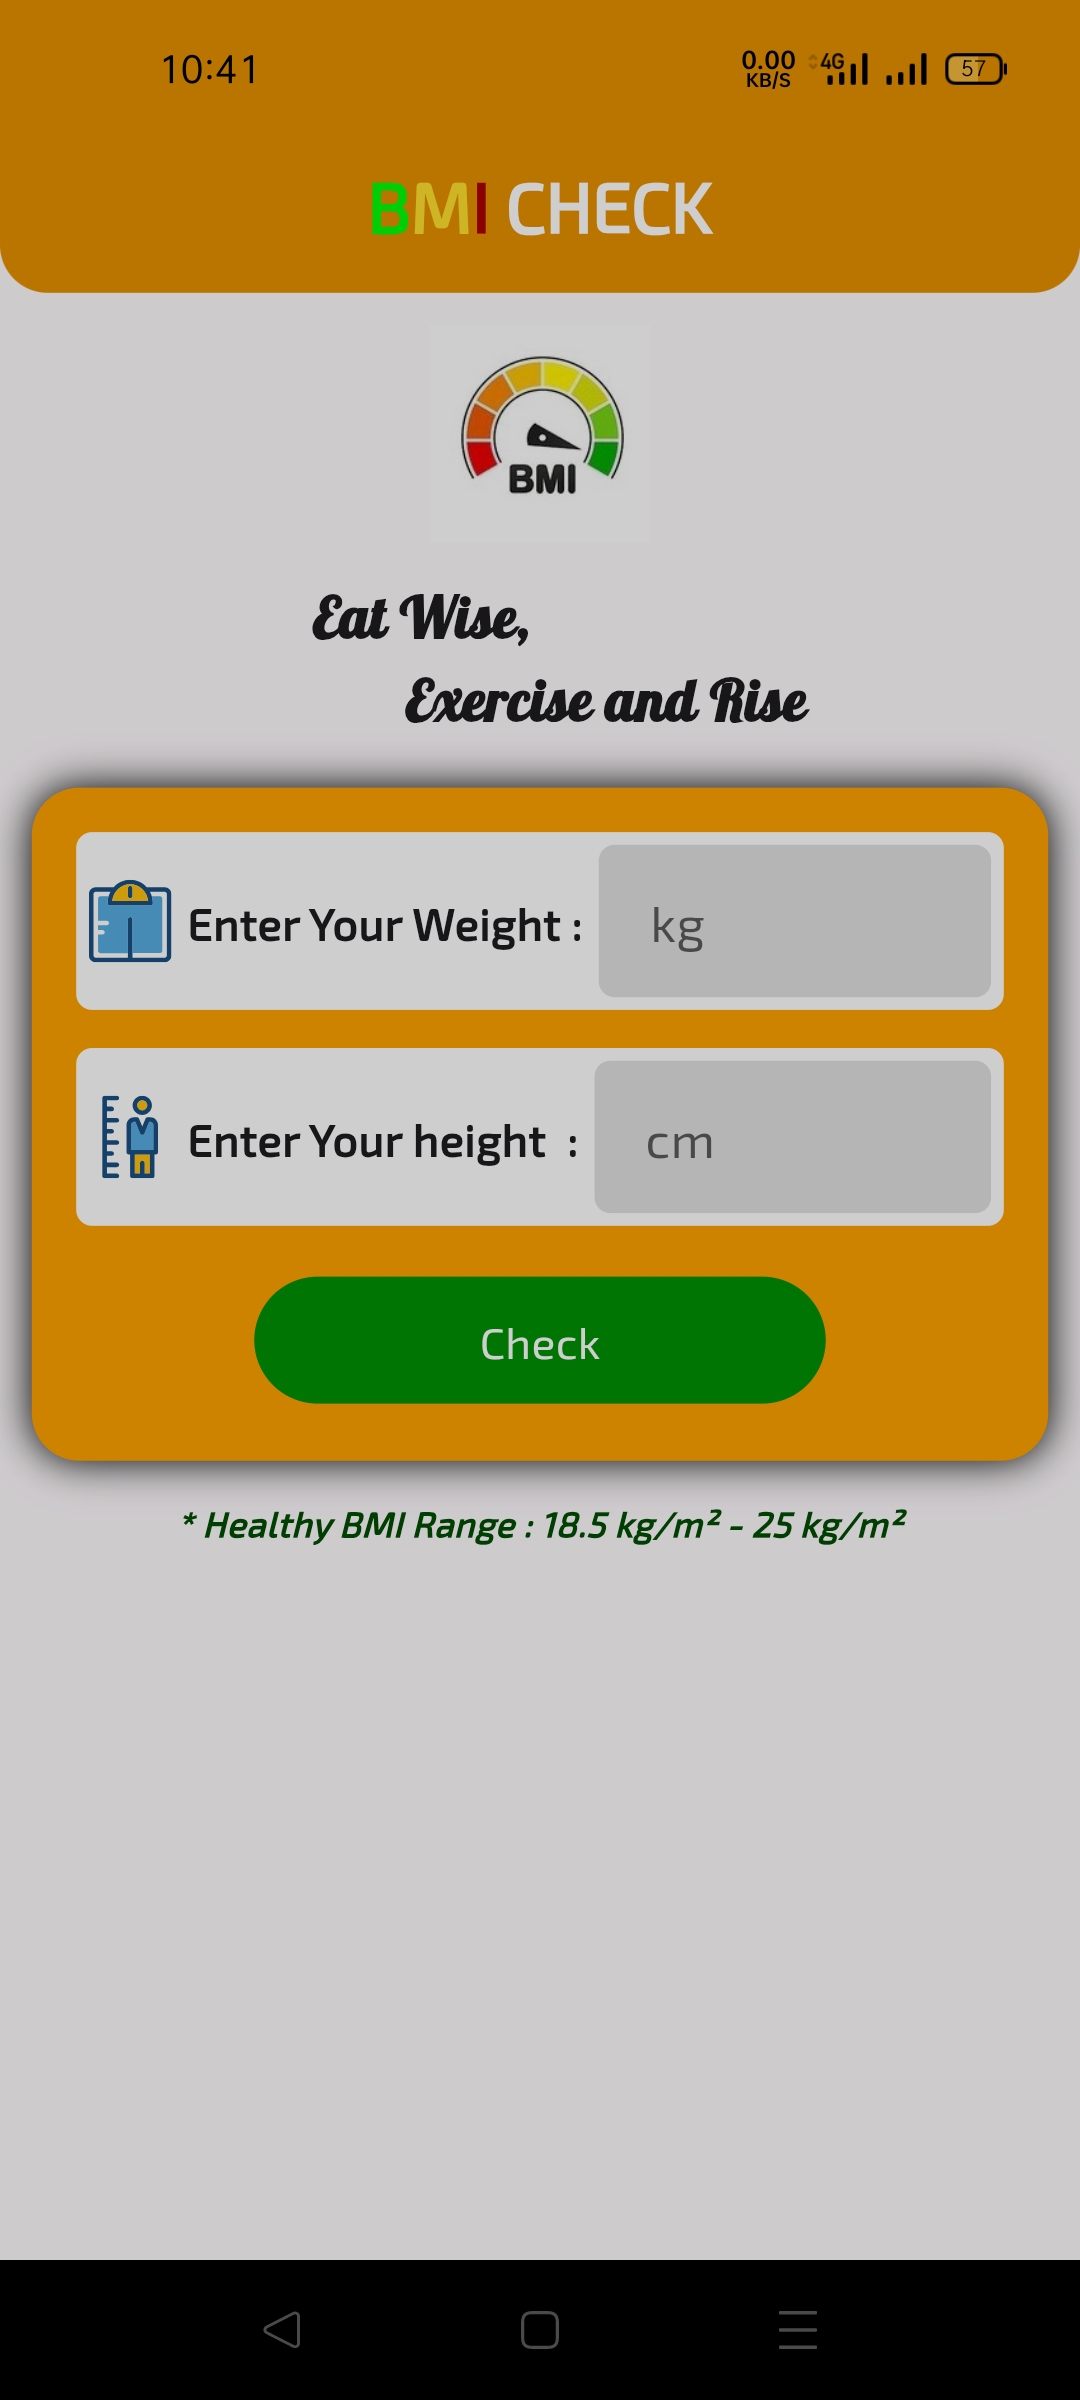 10:41
0.00
KB/S
4G
57
BMI CHECK
BMI
Eat Wise,
Exercise and Rise
Enter Your Weight :
kg
Enter Your height :
cm
Check
* Healthy BMI Range : 18.5 kg/m² - 25 kg/m²